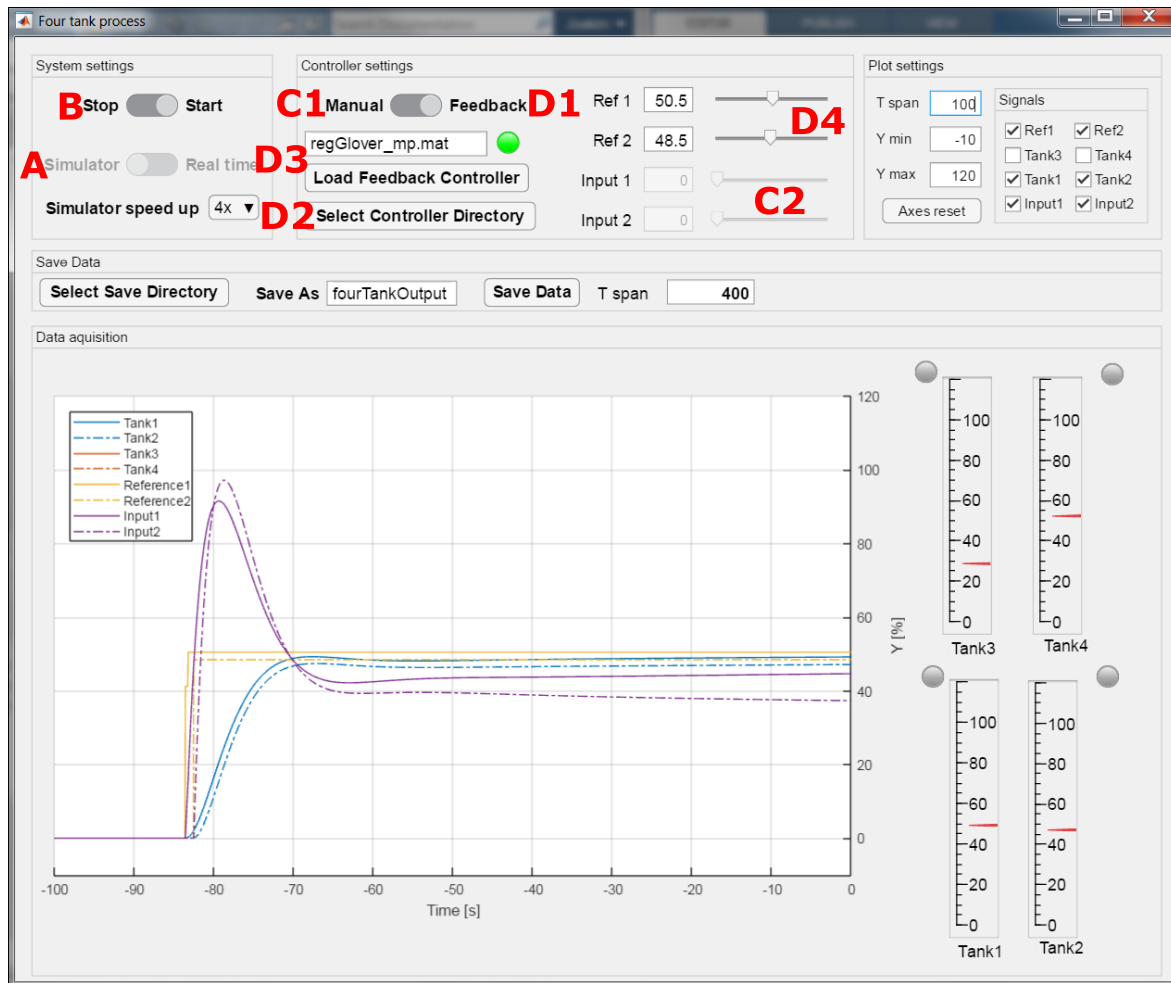 Four tank process
System settings
Controller settings
Plot settings
B Stop Start
C1 Manual Feedback D1
Ref 1 50.5
D4
T span 100
Signals
regGlover_mp.mat
D3
Ref 2 48.5
Y min -10
Ref1 Ref2
A Simulator Real time
Tank3 Tank4
Load Feedback Controller
Input 1 0
C2
Y max 120
Tank1 Tank2
Simulator speed up 4x ▼
D2 Select Controller Directory
Input 2 0
Axes reset
Input1 Input2
Save Data
Select Save Directory
Save As fourTankOutput
Save Data
T span 400
Data aquisition
Tank1
Tank2
Tank3
Tank4
Reference1
Reference2
Input1
Input2
120
100
80
60
40
20
0
Y [%]
-100 -90 -80 -70 -60 -50 -40 -30 -20 -10 0
Time [s]
100
80
60
40
20
0
Tank3
100
80
60
40
20
0
Tank4
100
80
60
40
20
0
Tank1
100
80
60
40
20
0
Tank2